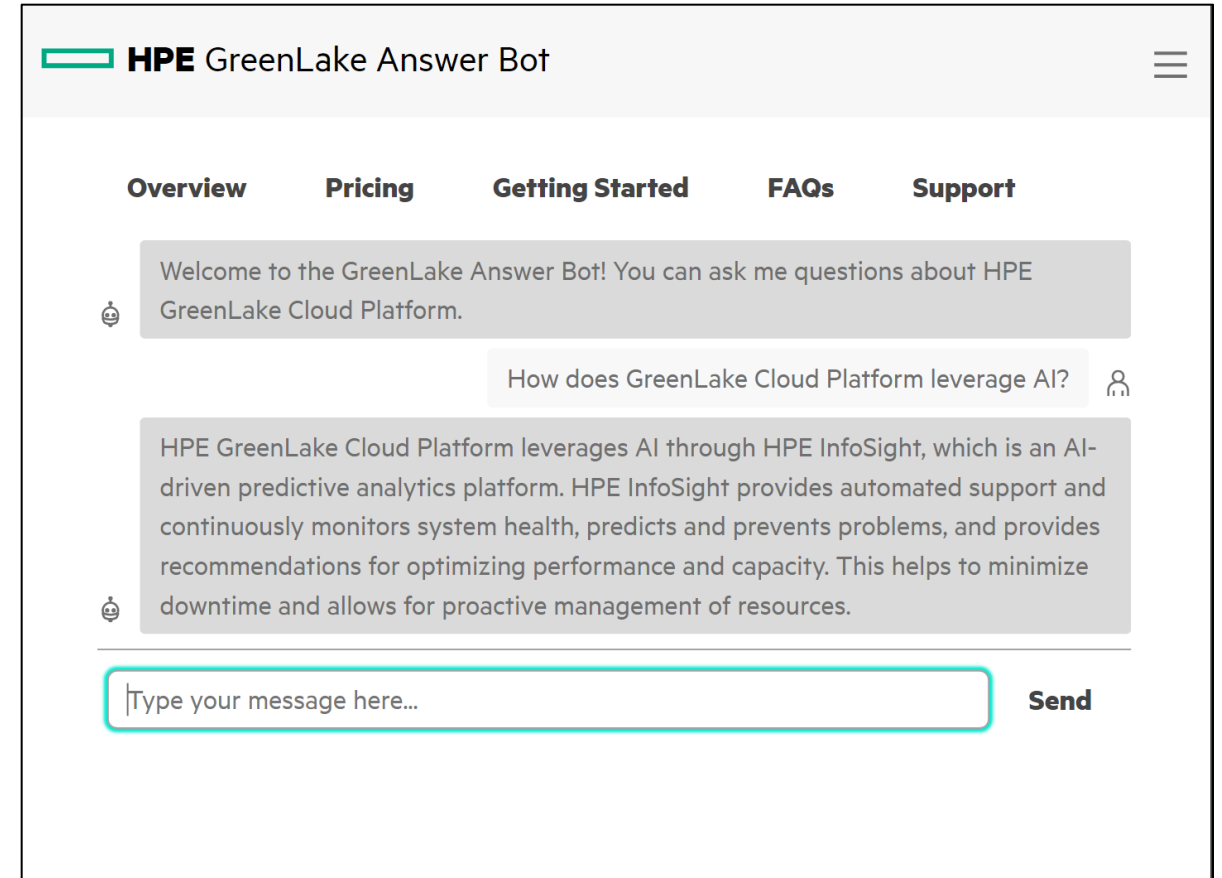 HPE GreenLake Answer Bot
Overview Pricing Getting Started FAQs Support
Welcome to the GreenLake Answer Bot! You can ask me questions about HPE
GreenLake Cloud Platform.
How does GreenLake Cloud Platform leverage AI?
HPE GreenLake Cloud Platform leverages AI through HPE InfoSight, which is an AI-
driven predictive analytics platform. HPE InfoSight provides automated support and
continuously monitors system health, predicts and prevents problems, and provides
recommendations for optimizing performance and capacity. This helps to minimize
downtime and allows for proactive management of resources.
Type your message here... Send